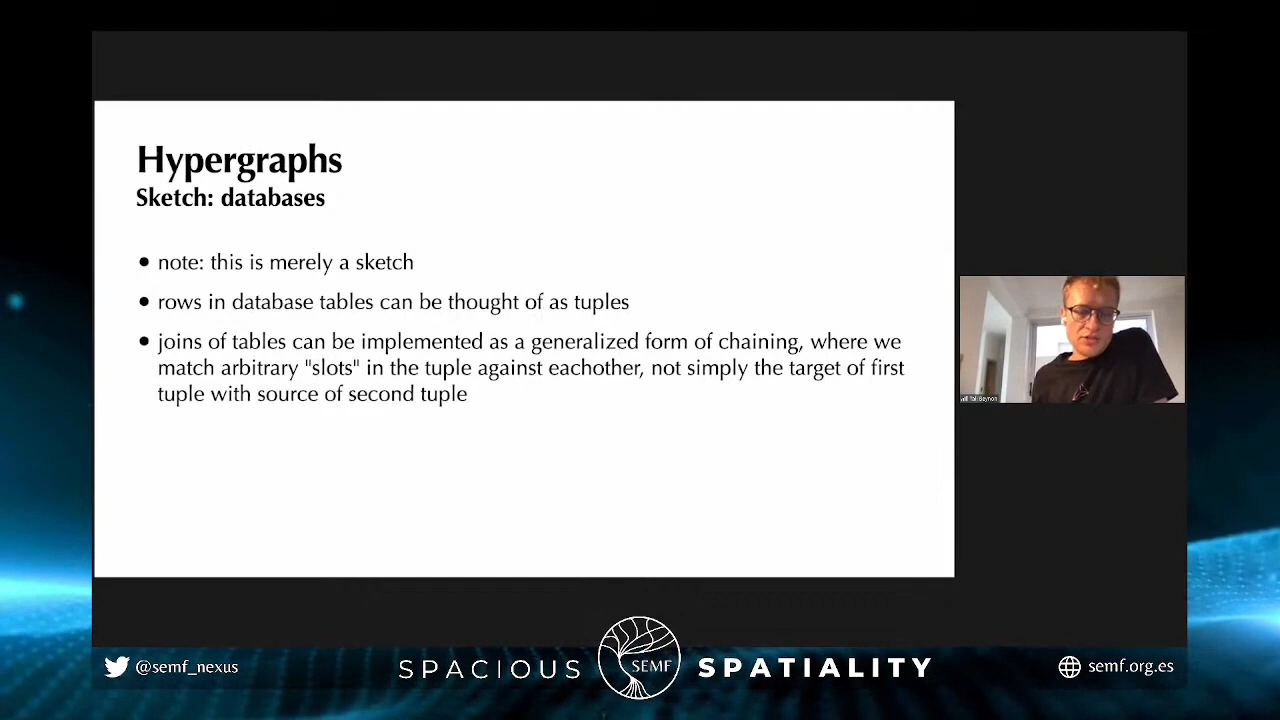 Hypergraphs
Sketch: databases
• note: this is merely a sketch
• rows in database tables can be thought of as tuples
• joins of tables can be implemented as a generalized form of chaining, where we
match arbitrary "slots" in the tuple against eachother, not simply the target of first
tuple with source of second tuple
Tali Beynon
@semf_nexus
SPACIOUS
SEMF
SPATIALITY
semf.org.es